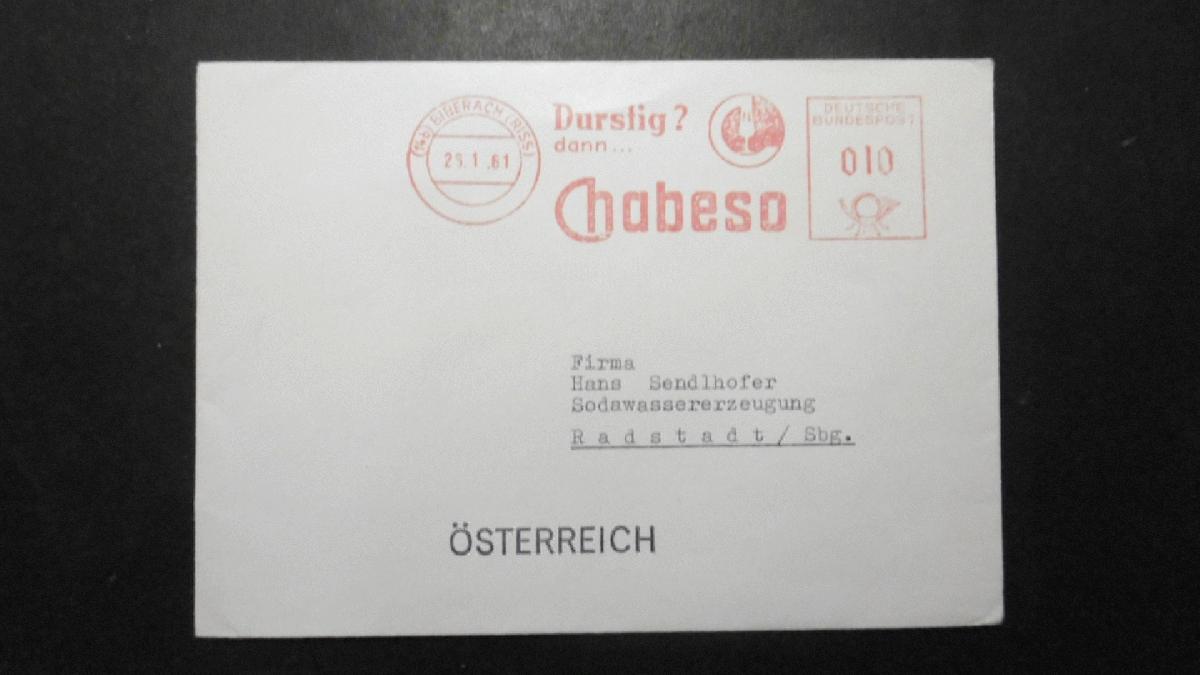 (14b) BIBERACH (RISS)
25.1.61
Durstig?
dann...
Chabeso
DEUTSCHE
BUNDESPOST
010
Firma
Hans Sendlhofer
Sodawassererzeugung
Radstadt / Sbg.
ÖSTERREICH